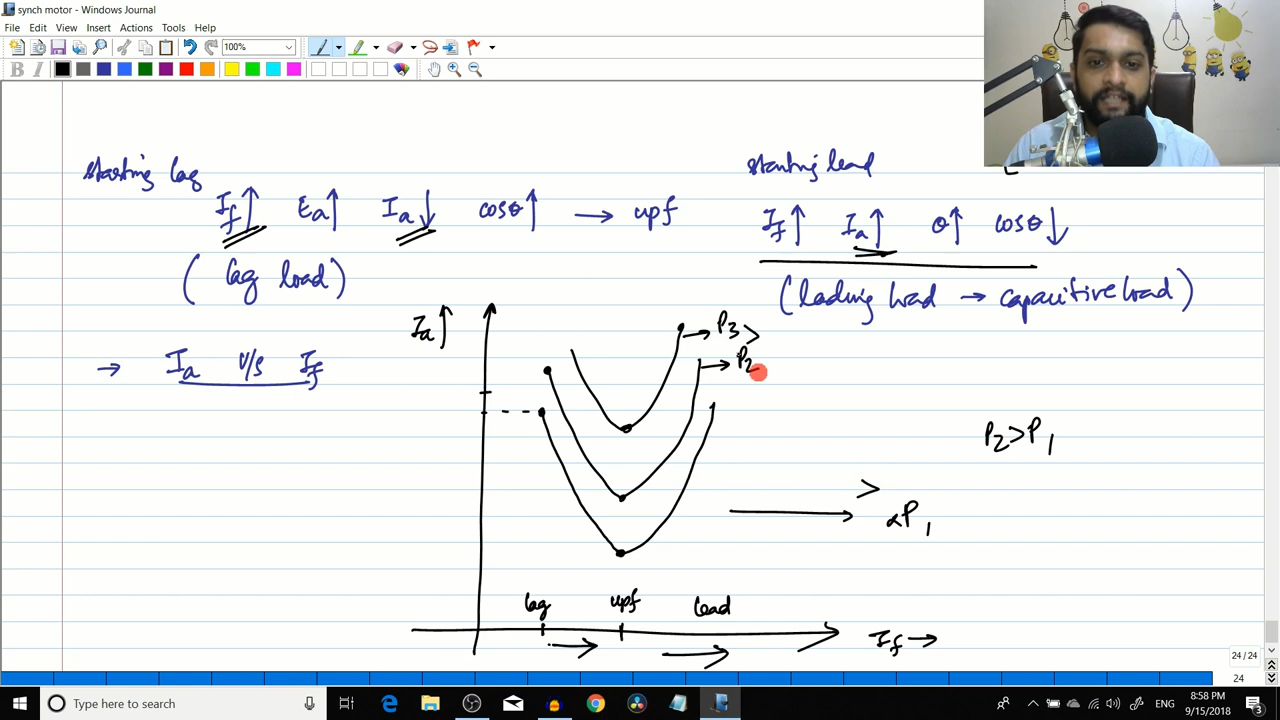 synch motor - Windows Journal
File Edit View Insert Actions Tools Help
100%
B I
starting lag
If↑ Ea↑ Ia↓ cosθ↑ → upf
(lag load)
starting lead
If↑ Ia↑ θ↑ cosθ↓
(leading load → capacitive load)
→ Ia v/s If
Ia↑
→ P3 >
→ P2
P2 > P1
>
αP1
lag upf lead
If →
24 / 24
24
Type here to search
ENG
8:58 PM
9/15/2018
3